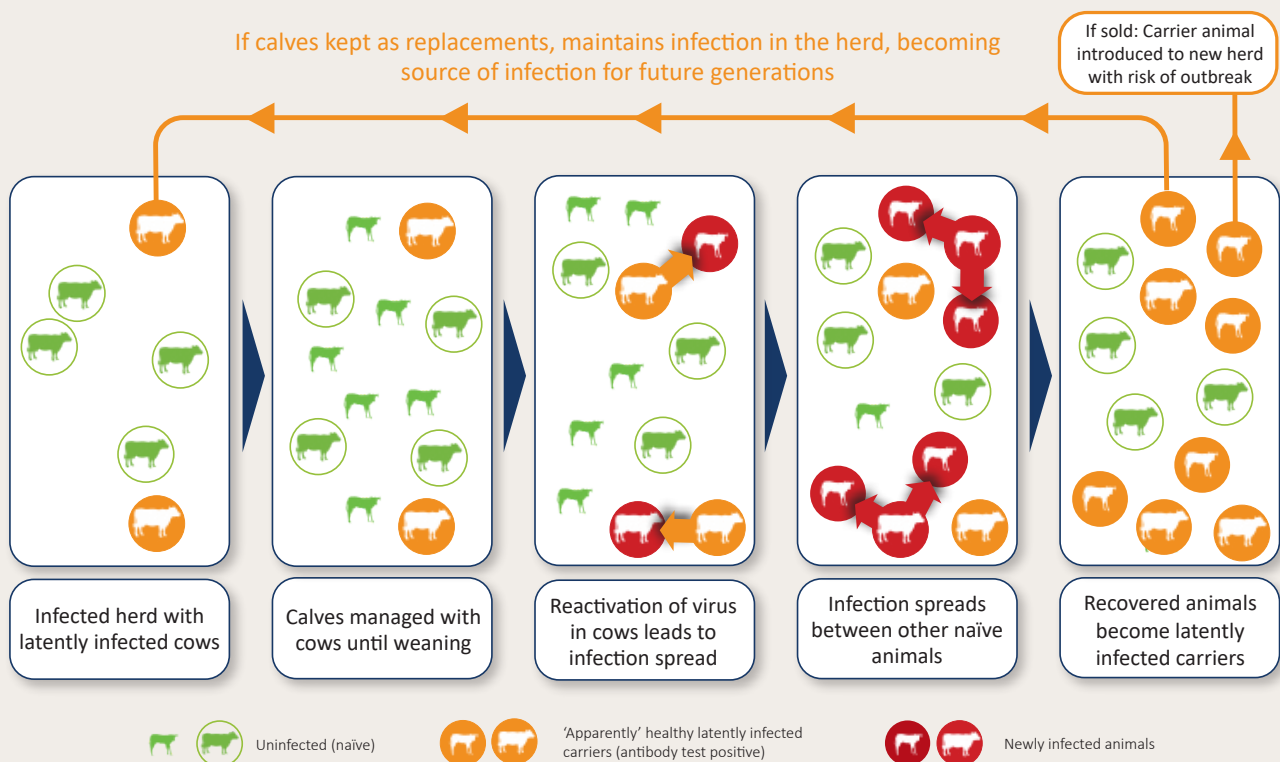 If calves kept as replacements, maintains infection in the herd, becoming
source of infection for future generations
If sold: Carrier animal
introduced to new herd
with risk of outbreak
Infected herd with
latently infected cows
Calves managed with
cows until weaning
Reactivation of virus
in cows leads to
infection spread
Infection spreads
between other naïve
animals
Recovered animals
become latently
infected carriers
Uninfected (naïve)
‘Apparently’ healthy latently infected
carriers (antibody test positive)
Newly infected animals